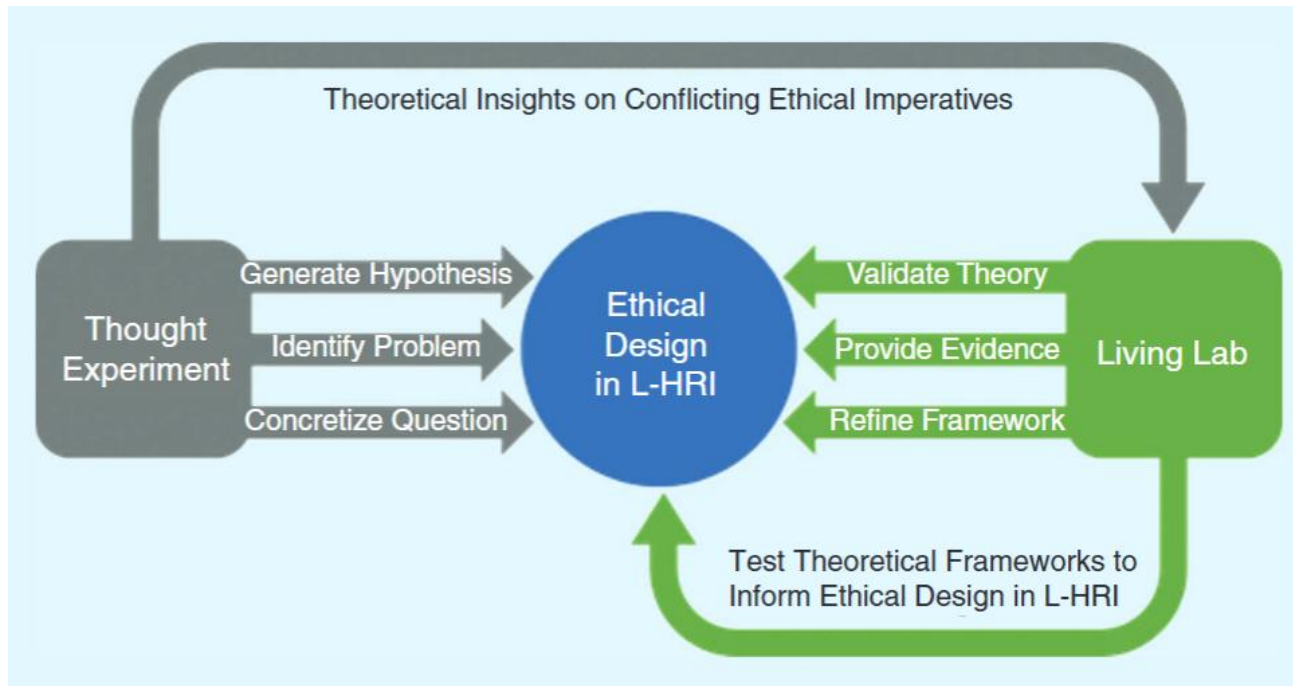 Theoretical Insights on Conflicting Ethical Imperatives
Thought
Experiment
Generate Hypothesis
Identify Problem
Concretize Question
Ethical
Design
in L-HRI
Validate Theory
Provide Evidence
Refine Framework
Living Lab
Test Theoretical Frameworks to
Inform Ethical Design in L-HRI